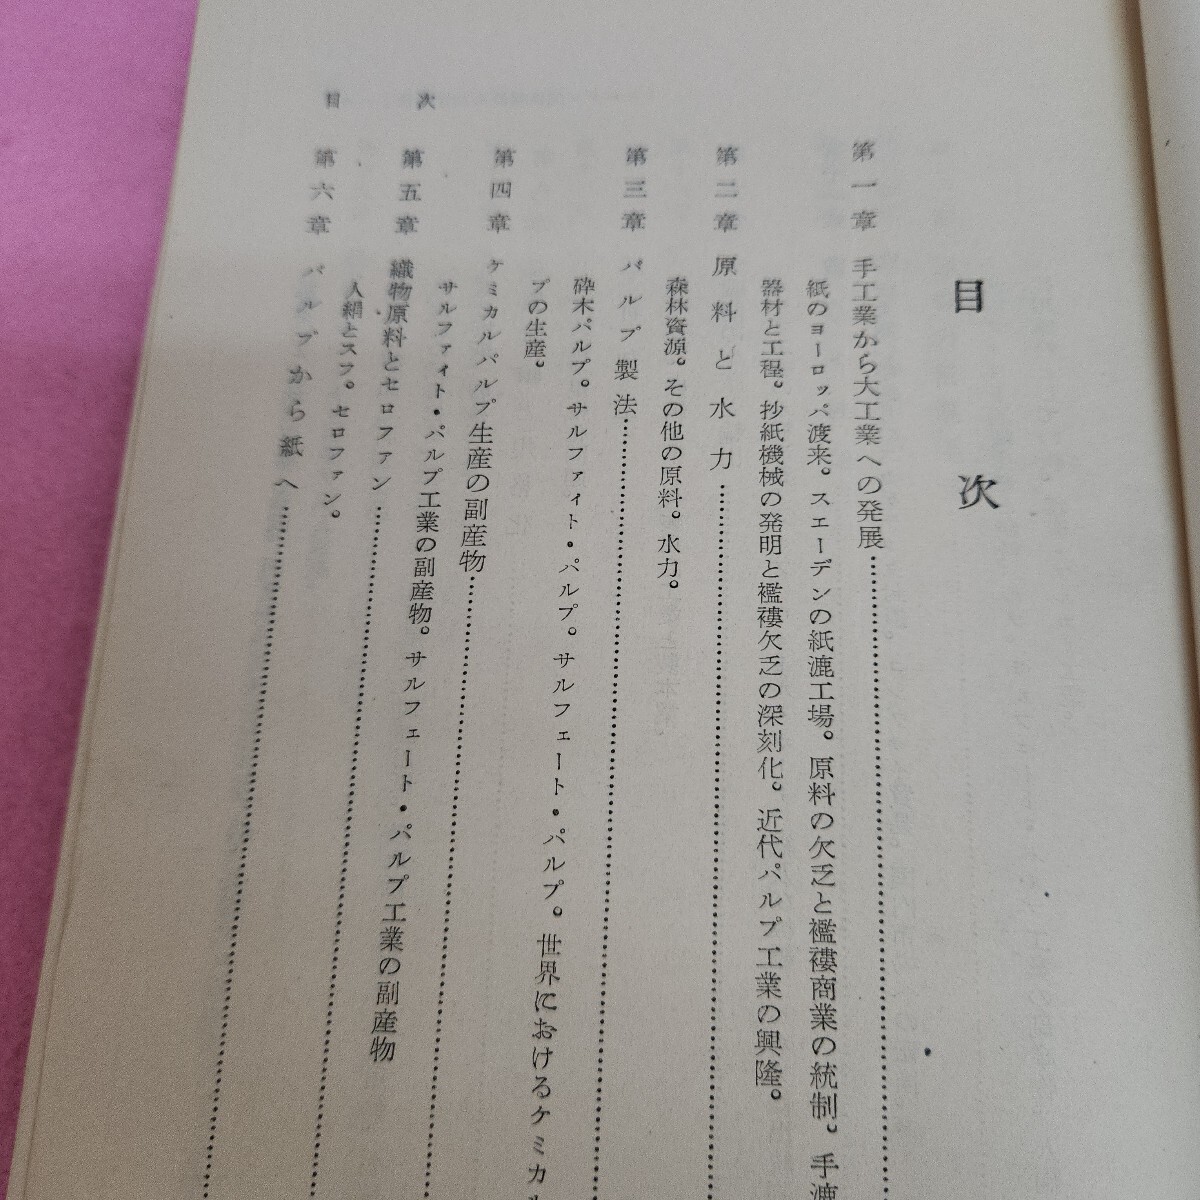 目次
第一章 手工業から大工業への発展
紙のヨーロッパ渡来。スエーデンの紙漉工場。原料の欠乏と襤褸商業の統制。手漉
器材と工程。抄紙機械の発明と襤褸欠乏の深刻化。近代パルプ工業の興隆。
第二章 原料と水力
森林資源。その他の原料。水力。
第三章 パルプ製法
砕木パルプ。サルファイト・パルプ。サルフェート・パルプ。世界におけるケミカル
プの生産。
第四章 ケミカルパルプ生産の副産物
サルファイト・パルプ工業の副産物。サルフェート・パルプ工業の副産物
第五章 織物原料とセロファン
人絹とスフ。セロファン。
第六章 パルプから紙へ
目次